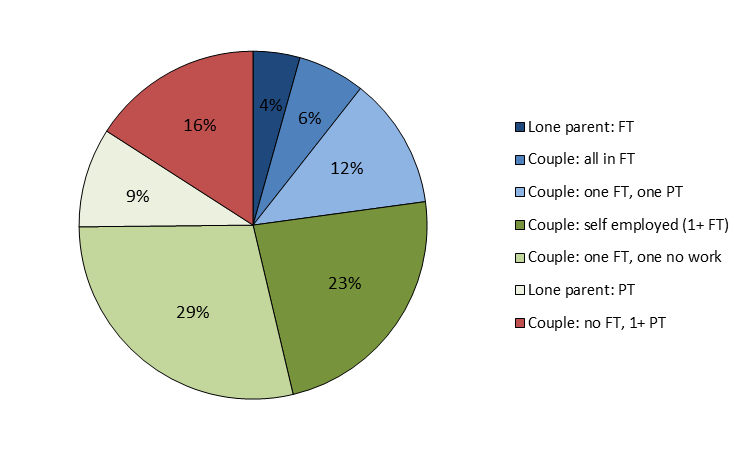 4%
6%
12%
23%
29%
9%
16%
Lone parent: FT
Couple: all in FT
Couple: one FT, one PT
Couple: self employed (1+ FT)
Couple: one FT, one no work
Lone parent: PT
Couple: no FT, 1+ PT